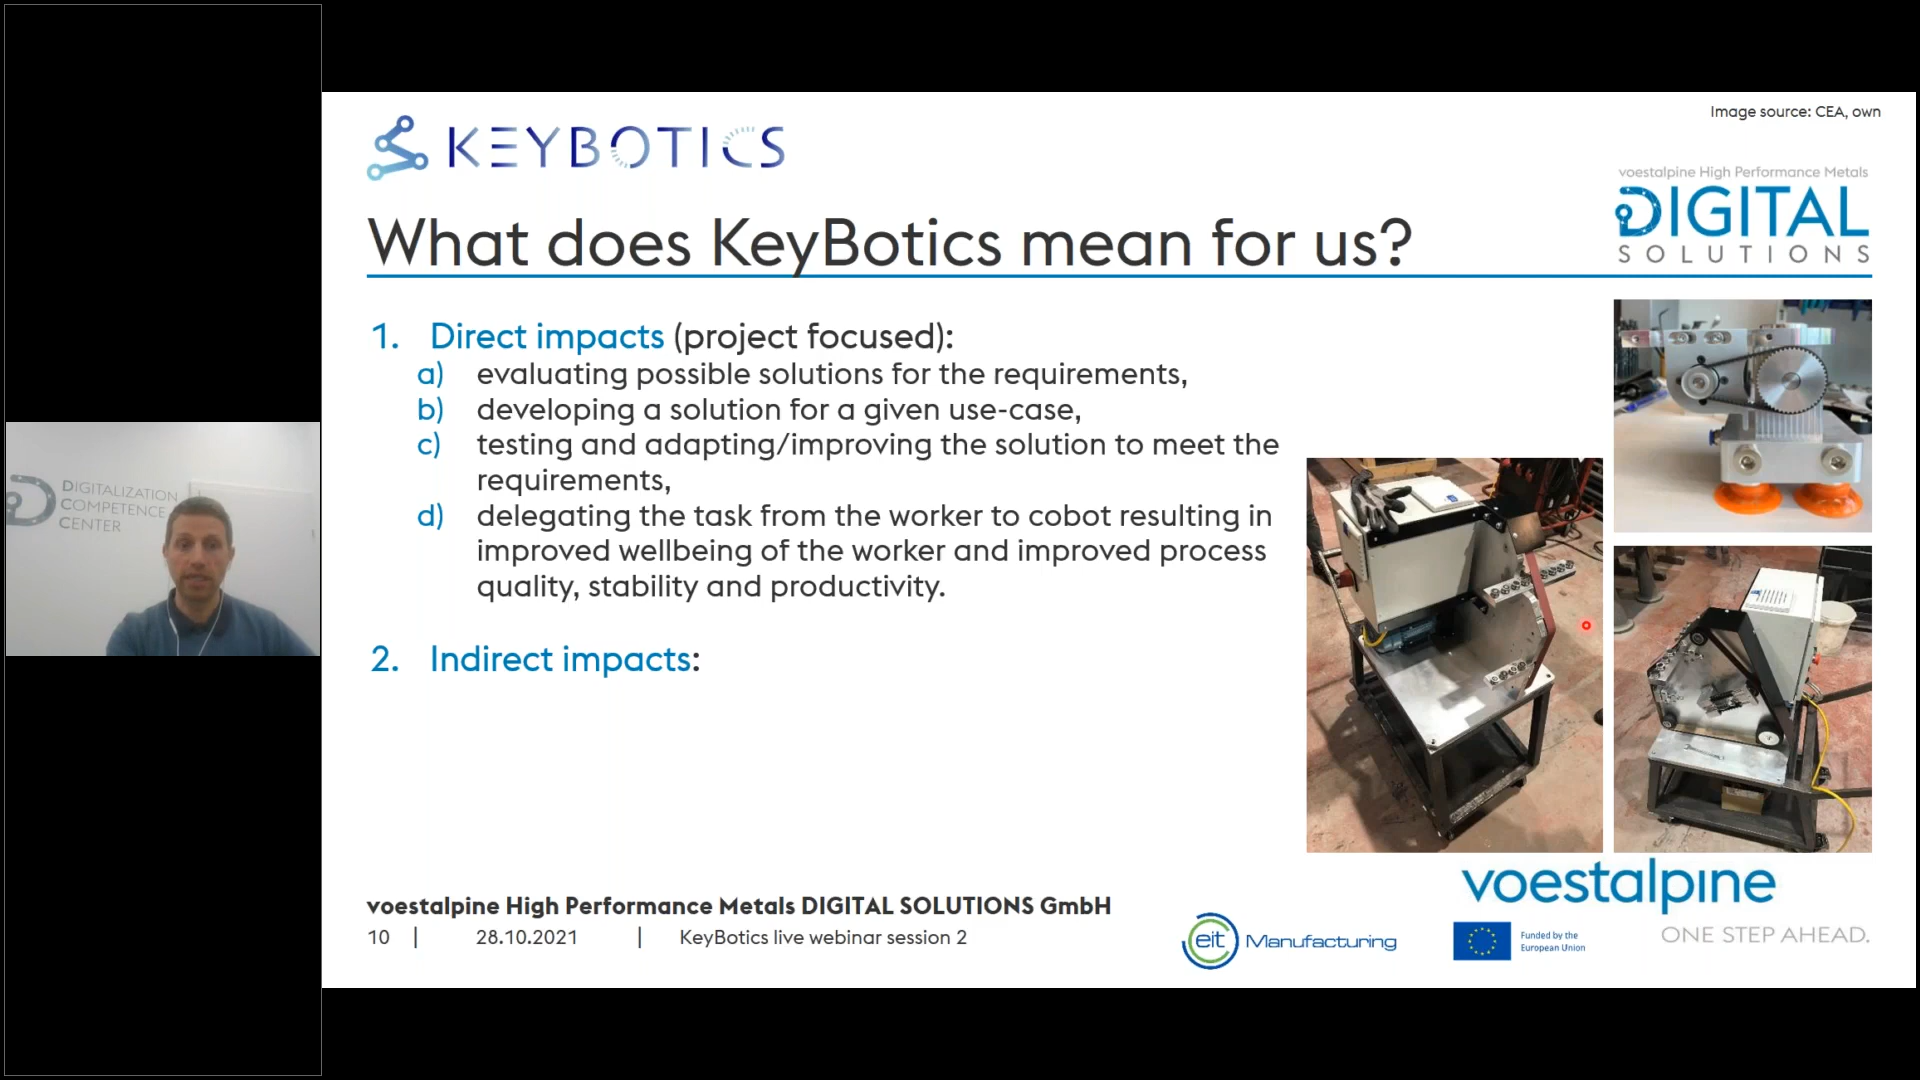 Image source: CEA, own
KEYBOTICS
voestalpine High Performance Metals
DIGITAL
SOLUTIONS
What does KeyBotics mean for us?
1. Direct impacts (project focused):
a) evaluating possible solutions for the requirements,
b) developing a solution for a given use-case,
c) testing and adapting/improving the solution to meet the
requirements,
d) delegating the task from the worker to cobot resulting in
improved wellbeing of the worker and improved process
quality, stability and productivity.
2. Indirect impacts:
DIGITALIZATION
COMPETENCE
CENTER
voestalpine High Performance Metals DIGITAL SOLUTIONS GmbH
10 | 28.10.2021 | KeyBotics live webinar session 2
eit Manufacturing
Funded by the
European Union
voestalpine
ONE STEP AHEAD.